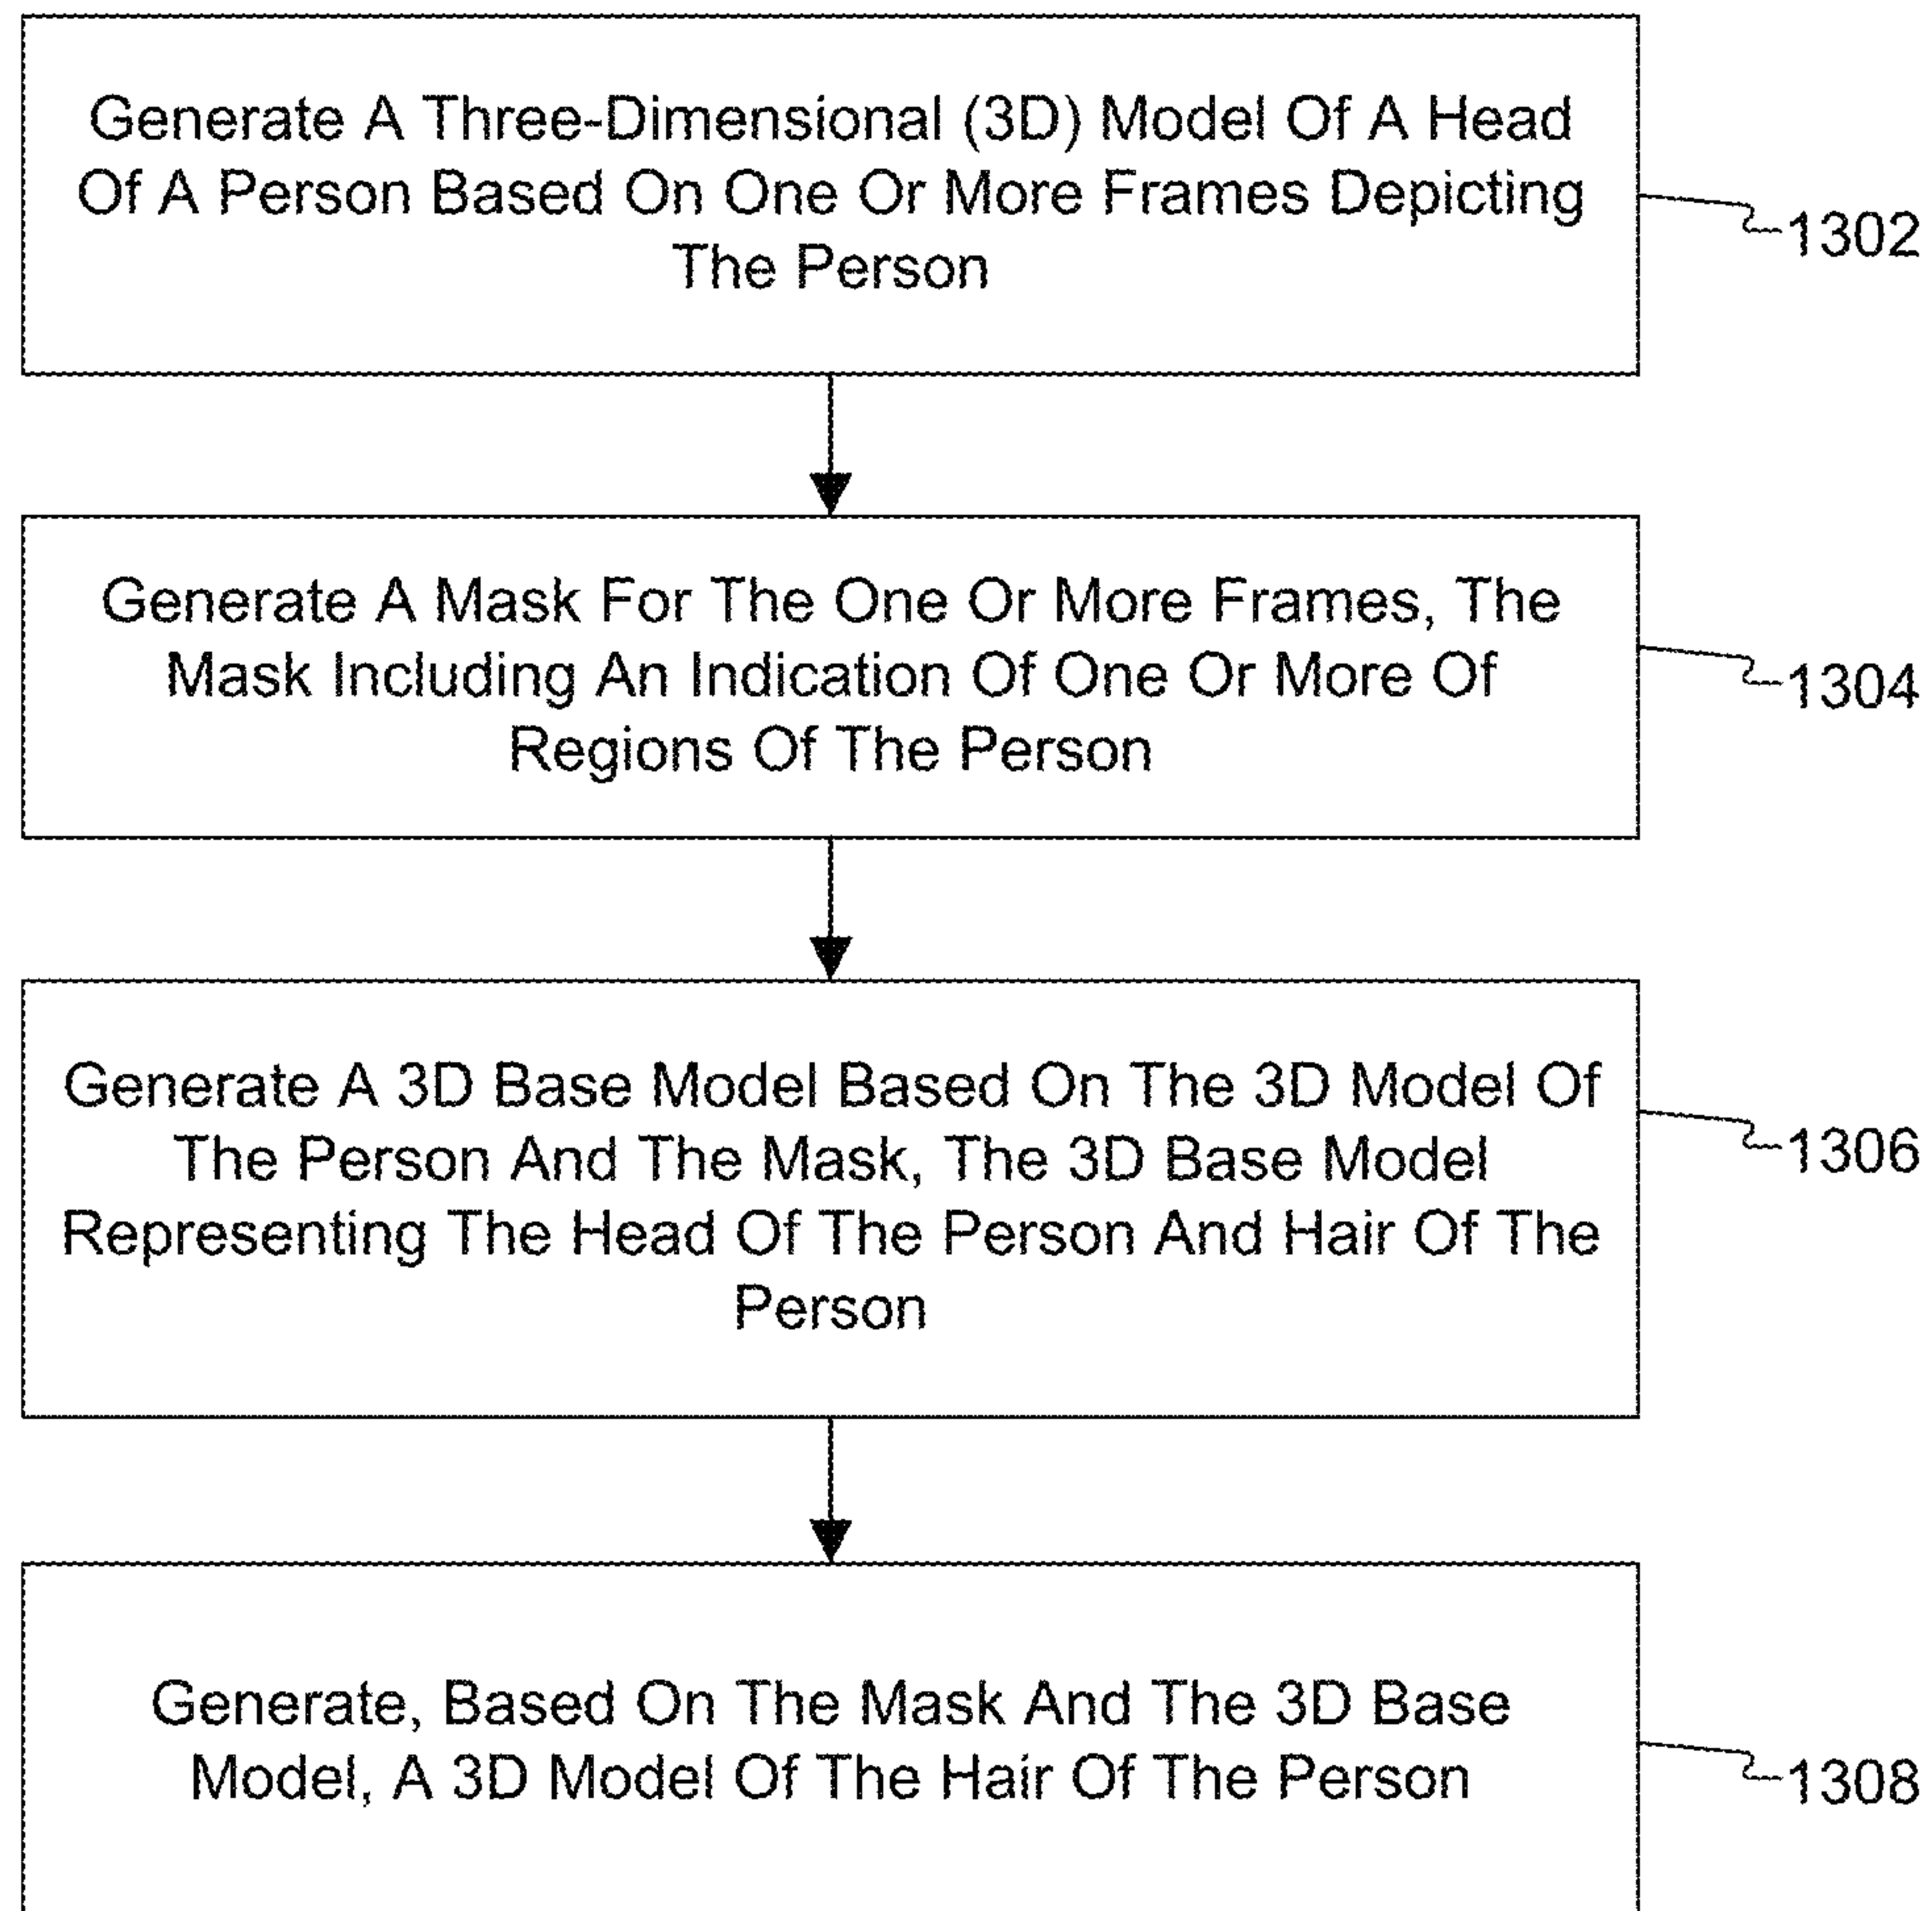 Generate A Three-Dimensional (3D) Model Of A Head
Of A Person Based On One Or More Frames Depicting
The Person
1302
Generate A Mask For The One Or More Frames, The
Mask Including An Indication Of One Or More Of
Regions Of The Person
1304
Generate A 3D Base Model Based On The 3D Model Of
The Person And The Mask, The 3D Base Model
Representing The Head Of The Person And Hair Of The
Person
1306
Generate, Based On The Mask And The 3D Base
Model, A 3D Model Of The Hair Of The Person
1308